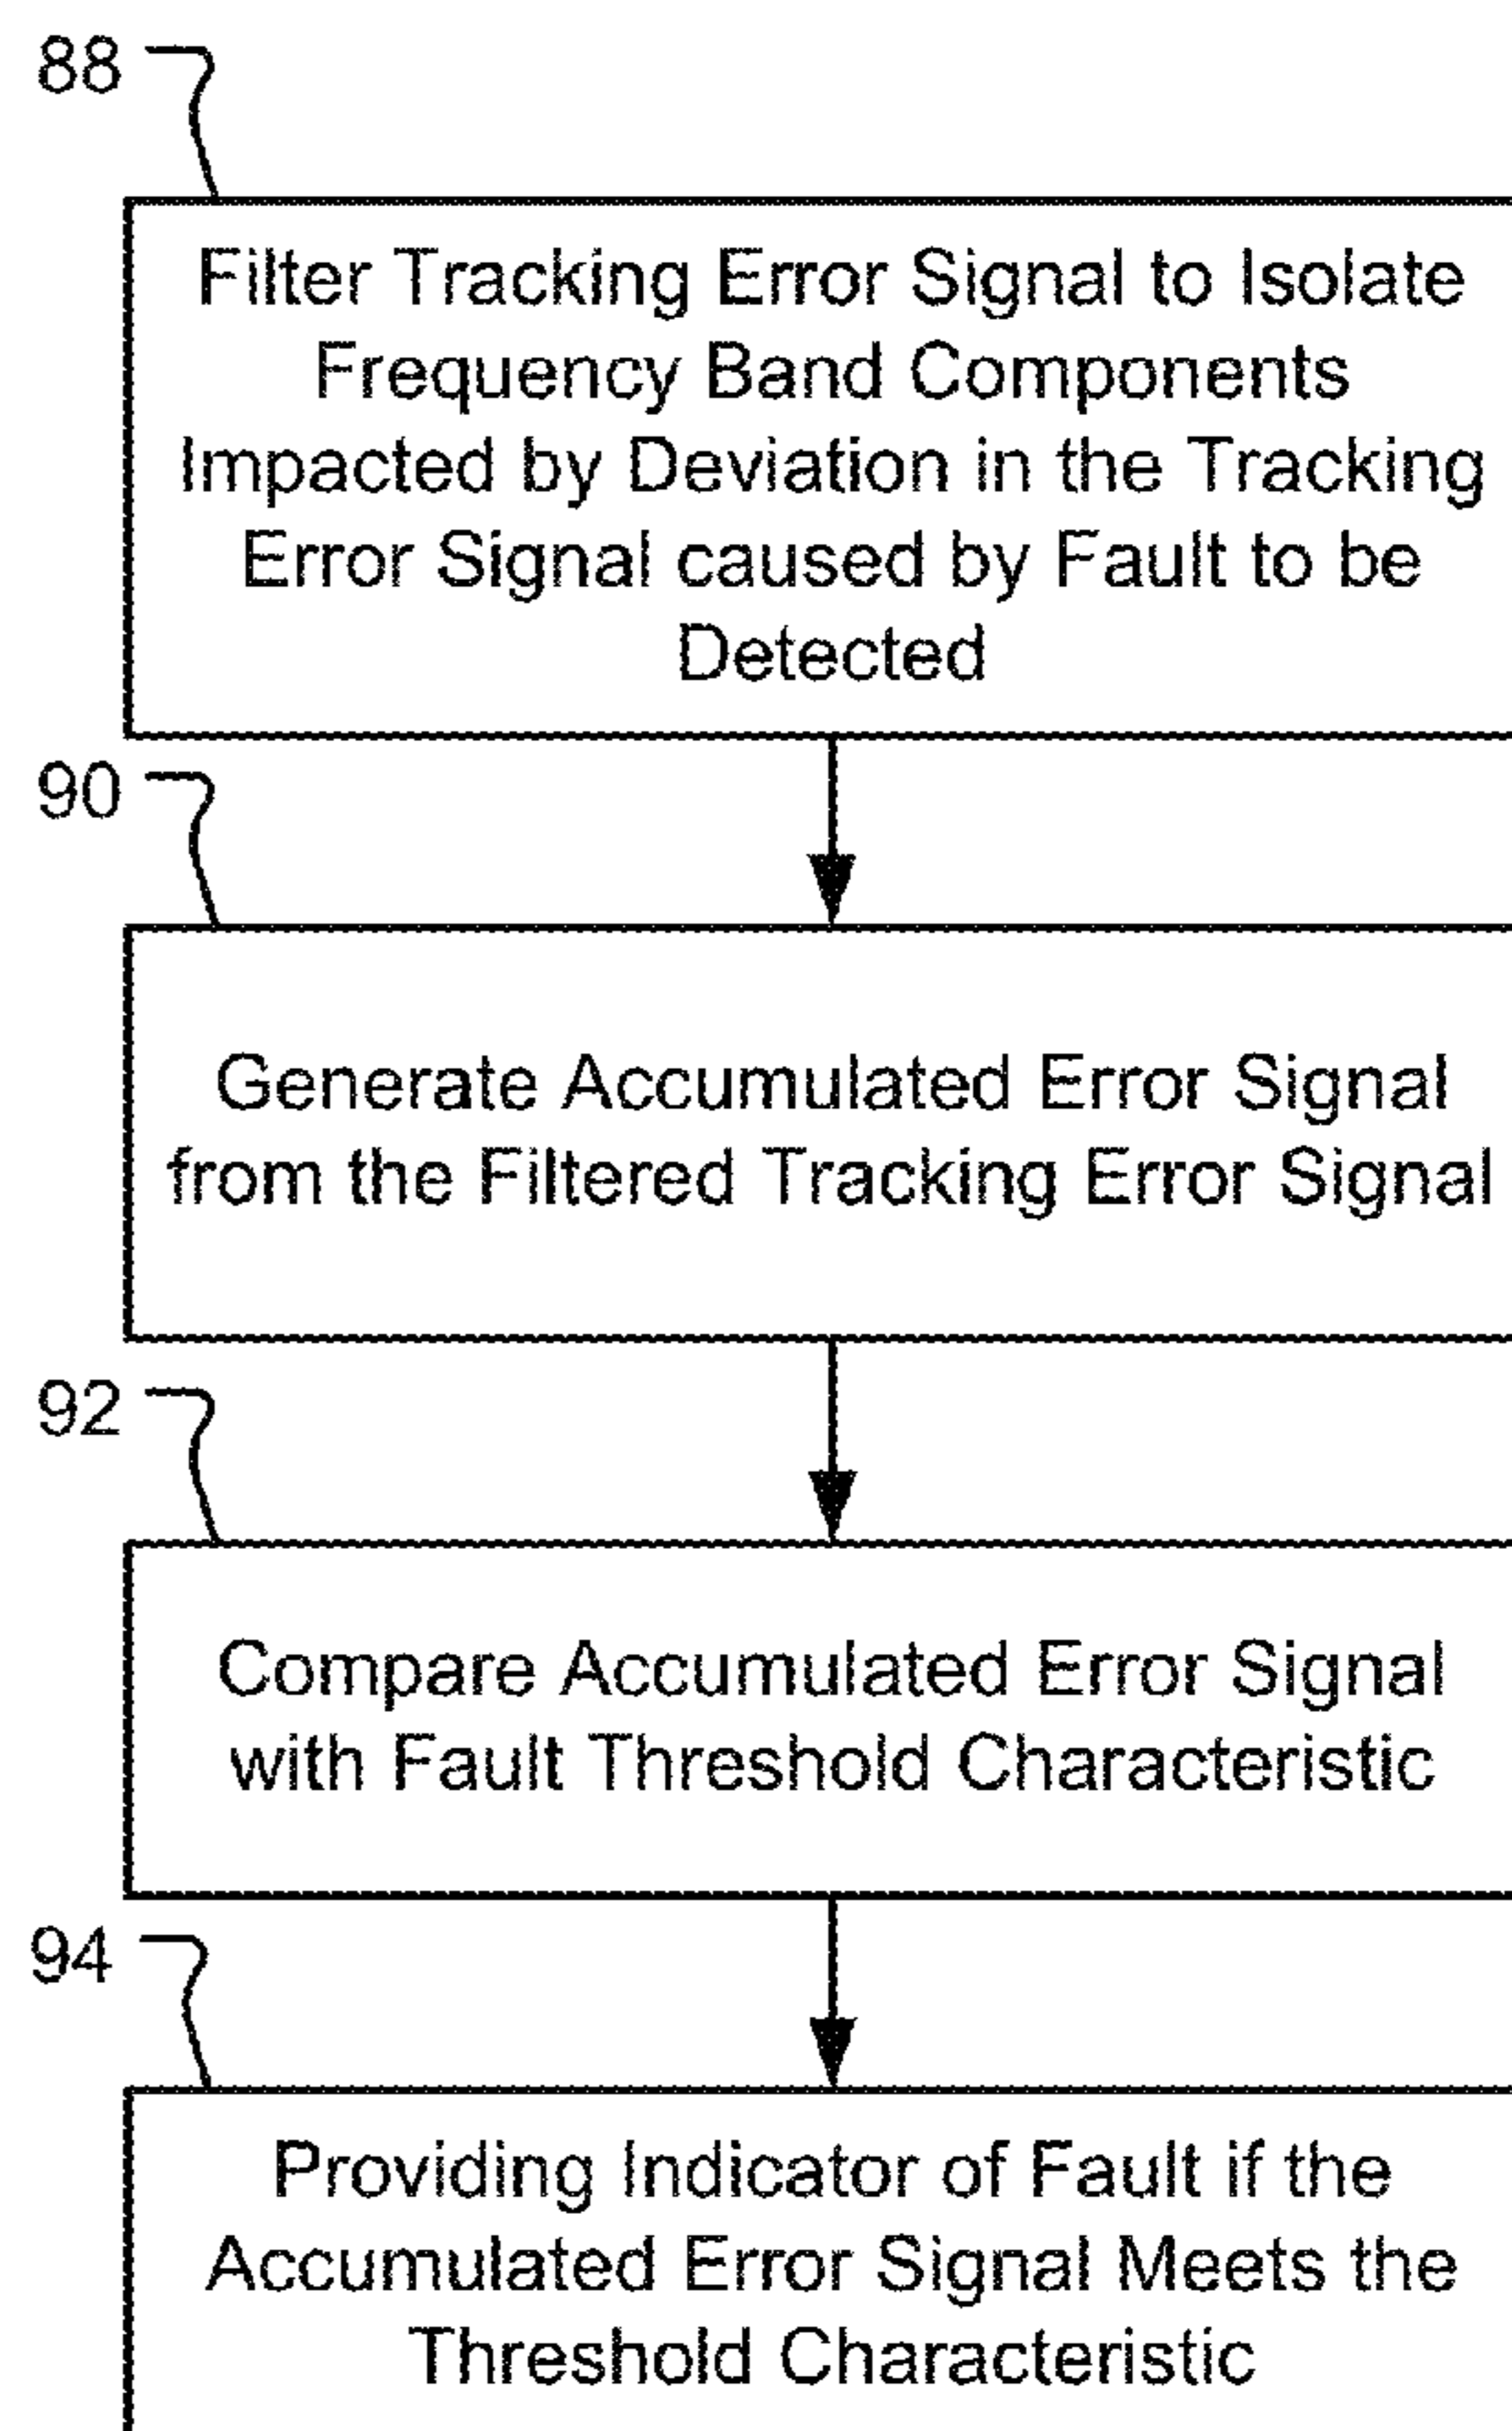 88
Filter Tracking Error Signal to Isolate
Frequency Band Components
Impacted by Deviation in the Tracking
Error Signal caused by Fault to be
Detected
90
Generate Accumulated Error Signal
from the Filtered Tracking Error Signal
92
Compare Accumulated Error Signal
with Fault Threshold Characteristic
94
Providing Indicator of Fault if the
Accumulated Error Signal Meets the
Threshold Characteristic